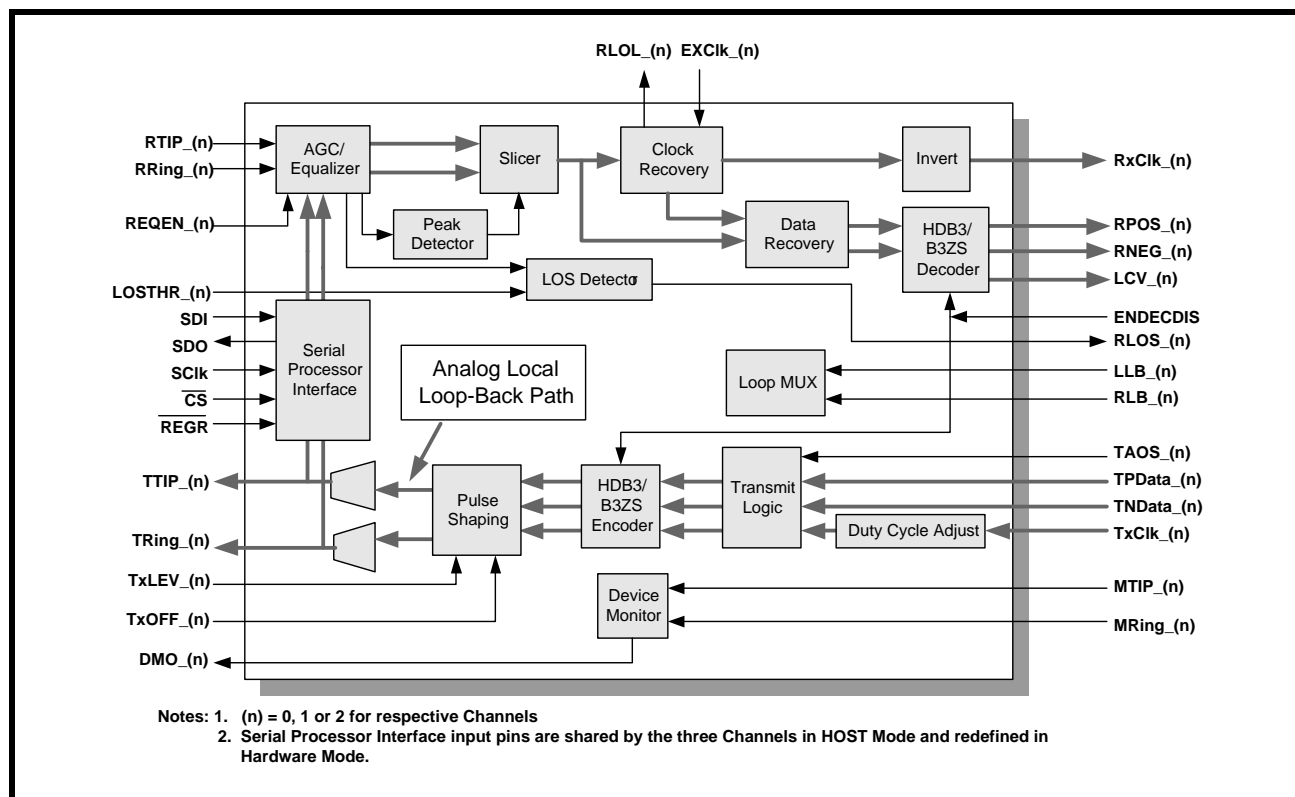 RLOL_(n) EXClk_(n)
RTIP_(n)
RRing_(n)
REQEN_(n)
LOSTHR_(n)
SDI
SDO
SClk
CS
REGR
TTIP_(n)
TRing_(n)
TxLEV_(n)
TxOFF_(n)
DMO_(n)
AGC/
Equalizer
Slicer
Clock
Recovery
Invert
Peak
Detector
Data
Recovery
HDB3/
B3ZS
Decoder
LOS Detector
Serial
Processor
Interface
Analog Local
Loop-Back Path
Loop MUX
Pulse
Shaping
HDB3/
B3ZS
Encoder
Transmit
Logic
Duty Cycle Adjust
Device
Monitor
RxClk_(n)
RPOS_(n)
RNEG_(n)
LCV_(n)
ENDECDIS
RLOS_(n)
LLB_(n)
RLB_(n)
TAOS_(n)
TPData_(n)
TNData_(n)
TxClk_(n)
MTIP_(n)
MRing_(n)
Notes: 1. (n) = 0, 1 or 2 for respective Channels
2. Serial Processor Interface input pins are shared by the three Channels in HOST Mode and redefined in
Hardware Mode.